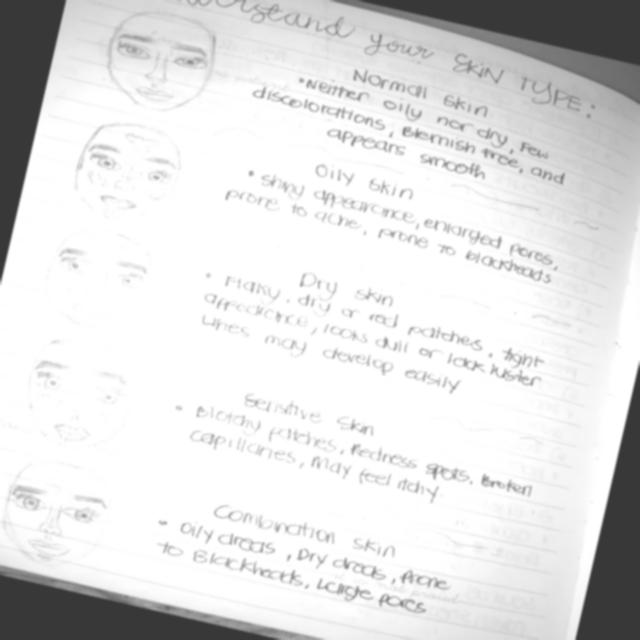 your SKIN TYPE:
Normal Skin
• Neither oily nor dry, Few
discolorations, Blemish free, and
appears smooth
Oily Skin
• Shiny appearance, enlarged pores,
prone to acne, prone to Blackheads
Dry Skin
• Flaky, dry or red patches, tight
appearance, looks dull or lack luster
Lines may develop easily
Sensitive Skin
• Blotchy patches, Redness spots, Broken
capillaries, May feel itchy
Combination Skin
• Oily areas, Dry areas, Prone
to Blackheads, Large pores